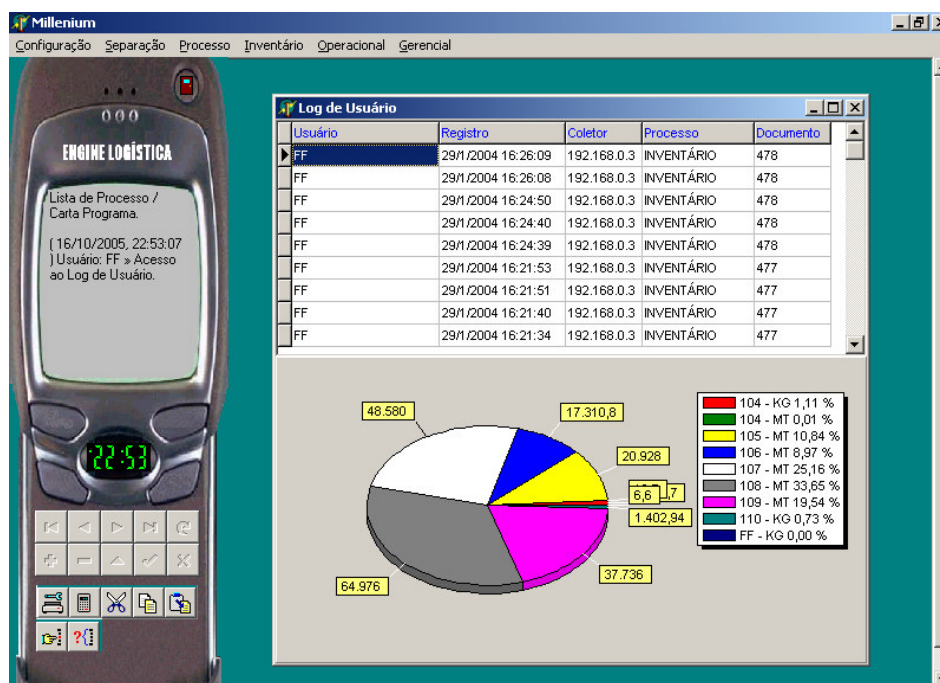 Millenium
Configuração Separação Processo Inventário Operacional Gerencial
ENGINE LOGÍSTICA
Lista de Processo /
Carta Programa.
( 16/10/2005, 22:53:07
) Usuário: FF » Acesso
ao Log de Usuário.
22:53
Log de Usuário
Usuário Registro Coletor Processo Documento
FF 29/1/2004 16:26:09 192.168.0.3 INVENTÁRIO 478
FF 29/1/2004 16:26:08 192.168.0.3 INVENTÁRIO 478
FF 29/1/2004 16:24:50 192.168.0.3 INVENTÁRIO 478
FF 29/1/2004 16:24:40 192.168.0.3 INVENTÁRIO 478
FF 29/1/2004 16:24:39 192.168.0.3 INVENTÁRIO 478
FF 29/1/2004 16:21:53 192.168.0.3 INVENTÁRIO 477
FF 29/1/2004 16:21:51 192.168.0.3 INVENTÁRIO 477
FF 29/1/2004 16:21:40 192.168.0.3 INVENTÁRIO 477
FF 29/1/2004 16:21:34 192.168.0.3 INVENTÁRIO 477
48.580
17.310,8
20.928
6,6
1.402,94
37.736
64.976
104 - KG 1,11 %
104 - MT 0,01 %
105 - MT 10,84 %
106 - MT 8,97 %
107 - MT 25,16 %
108 - MT 33,65 %
109 - MT 19,54 %
110 - KG 0,73 %
FF - KG 0,00 %